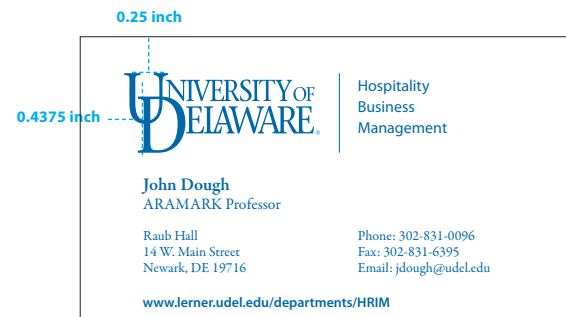 0.25 inch
0.4375 inch
UNIVERSITY OF
DELAWARE.
Hospitality
Business
Management
John Dough
ARAMARK Professor
Raub Hall
14 W. Main Street
Newark, DE 19716
Phone: 302-831-0096
Fax: 302-831-6395
Email: jdough@udel.edu
www.lerner.udel.edu/departments/HRIM